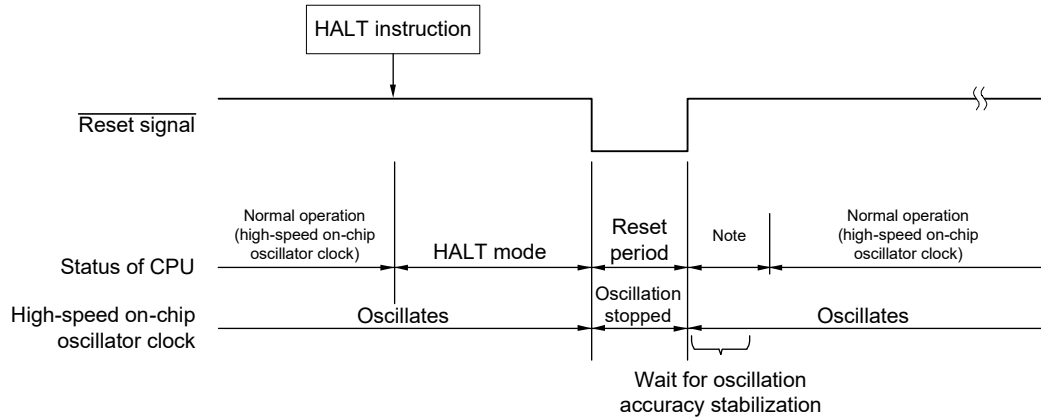 HALT instruction
Reset signal
Normal operation
(high-speed on-chip
oscillator clock)
HALT mode
Reset
period
Note
Normal operation
(high-speed on-chip
oscillator clock)
Status of CPU
High-speed on-chip
oscillator clock
Oscillates
Oscillation
stopped
Oscillates
Wait for oscillation
accuracy stabilization